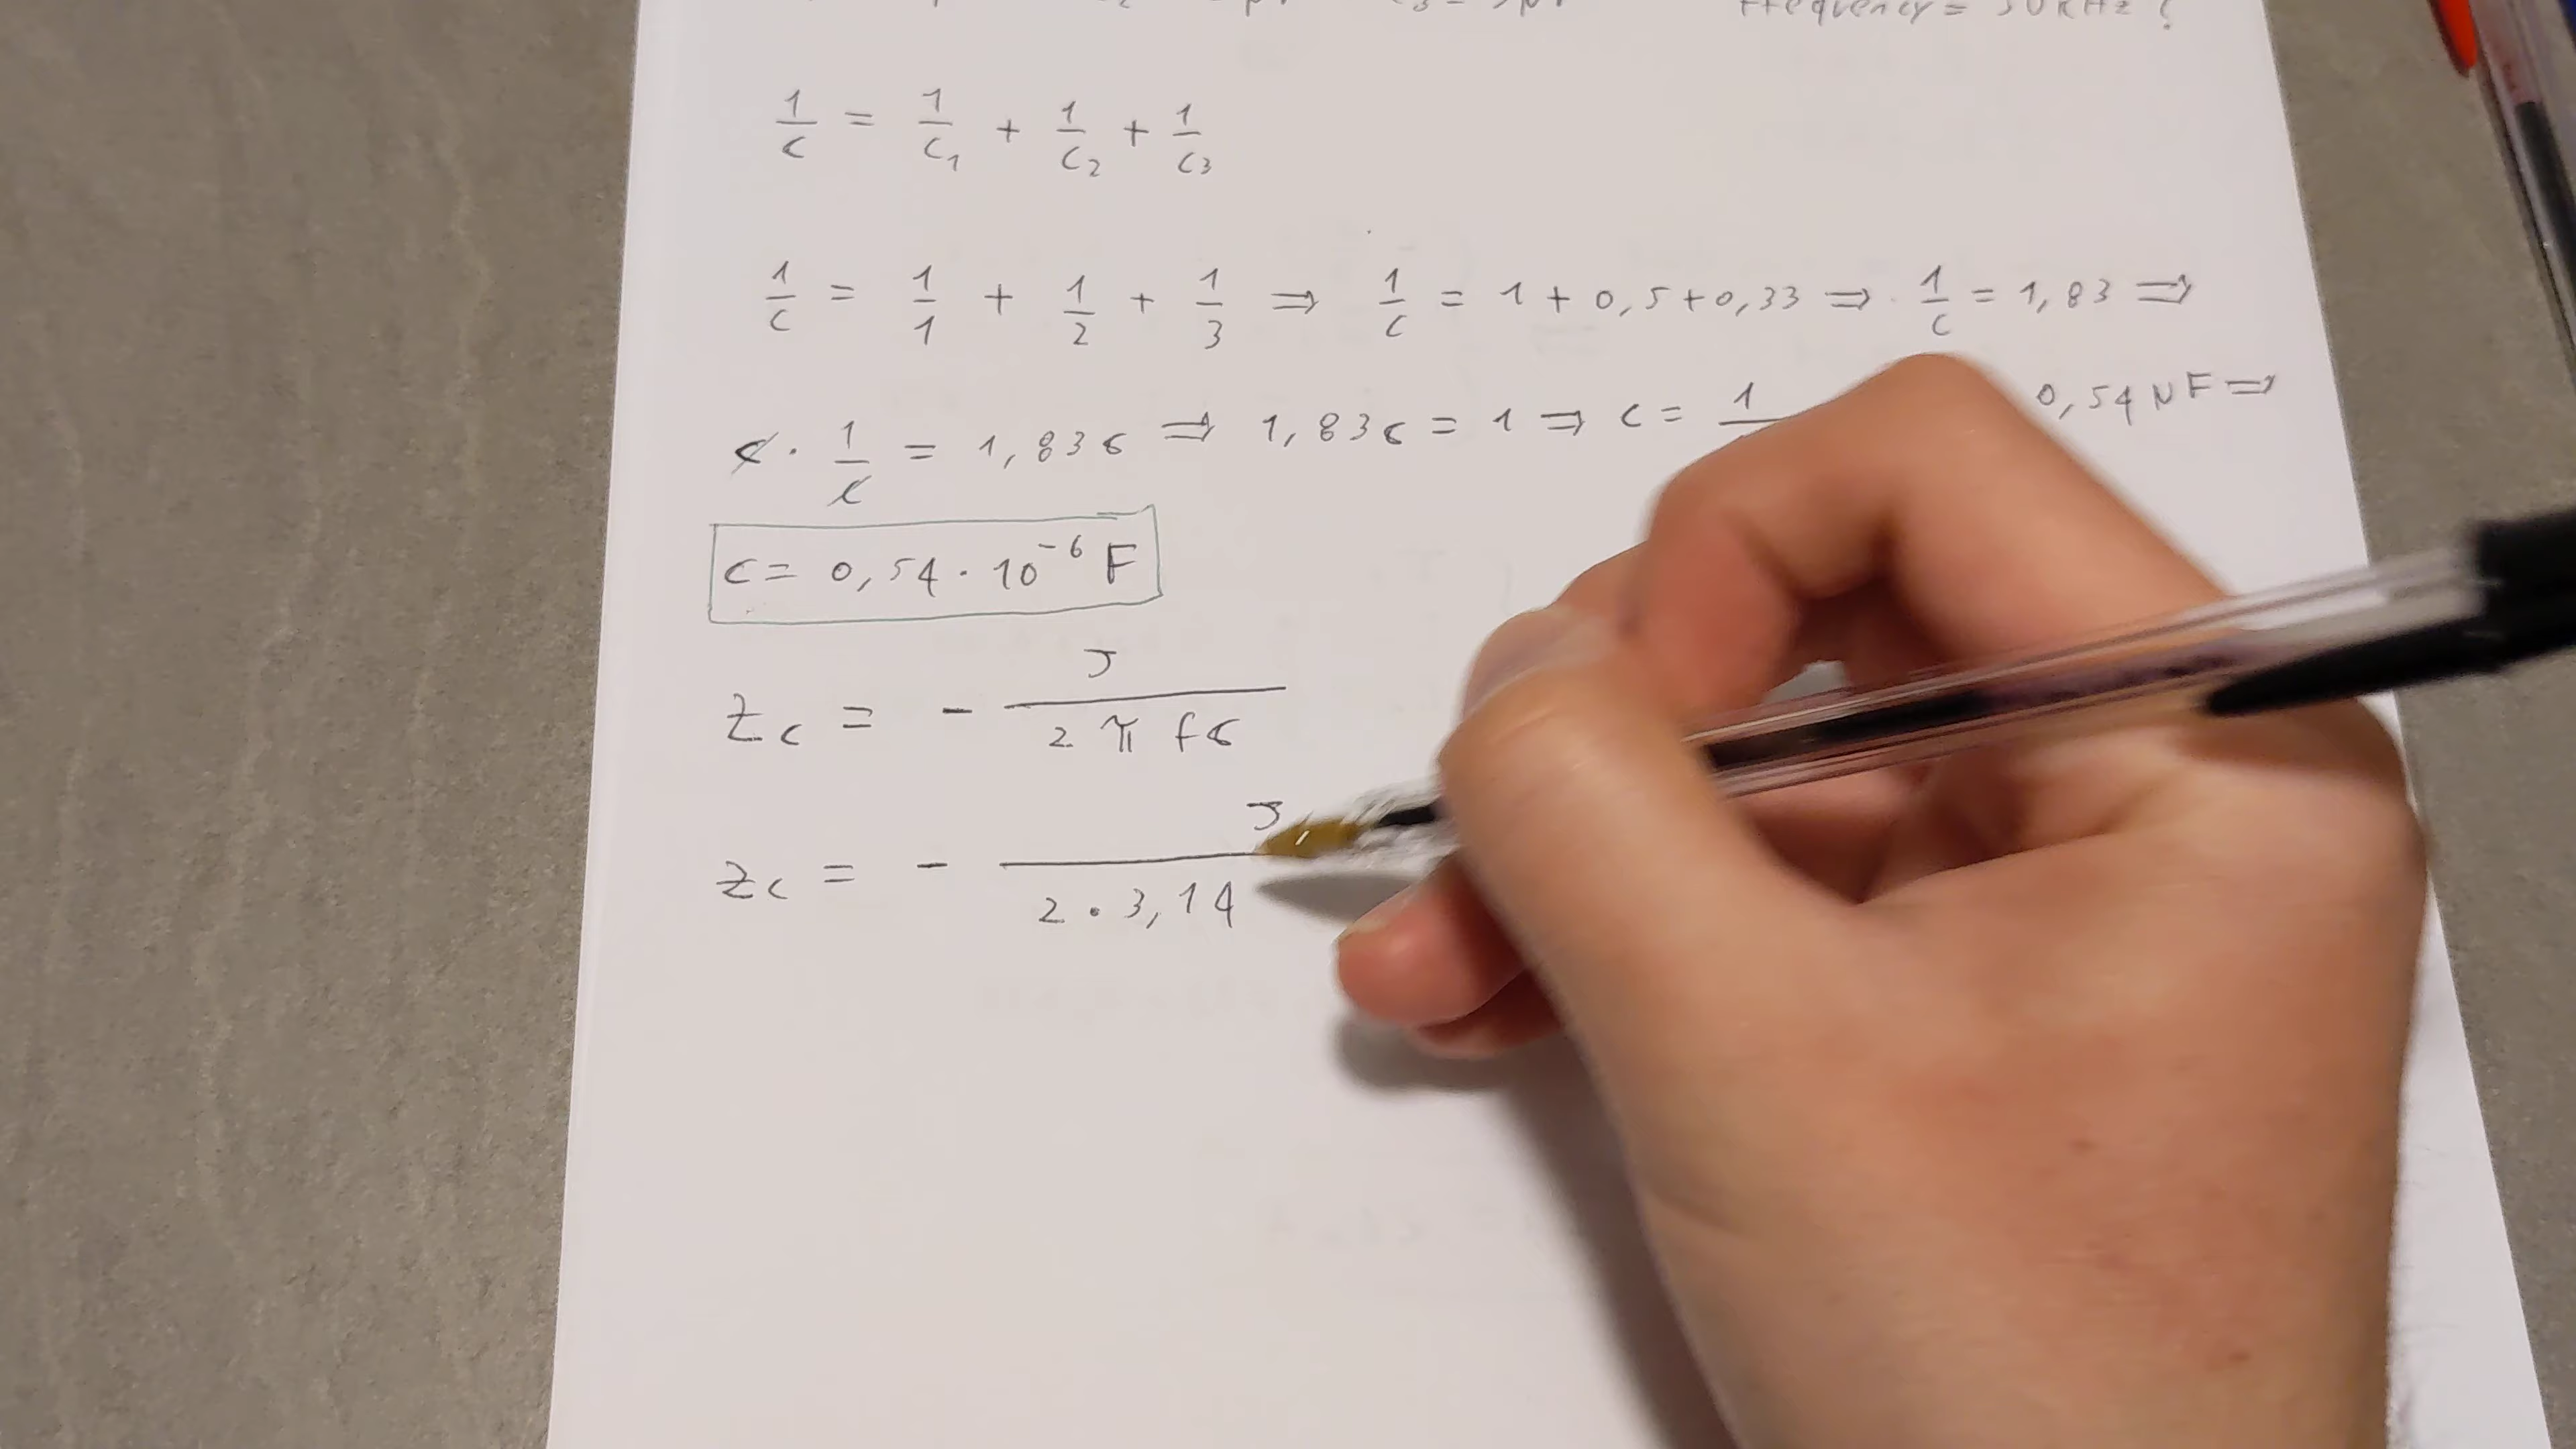 Frequency =
1/c = 1/c₁ + 1/c₂ + 1/c₃
1/c = 1/1 + 1/2 + 1/3 ⇒ 1/c = 1 + 0,5 + 0,33 ⇒ 1/c = 1,83 ⇒
c · 1/c = 1,83c ⇒ 1,83c = 1 ⇒ c = 1 0,54 μF ⇒
c = 0,54 · 10⁻⁶ F
Zc = - J / 2 π fc
Zc = - J / 2 · 3,14